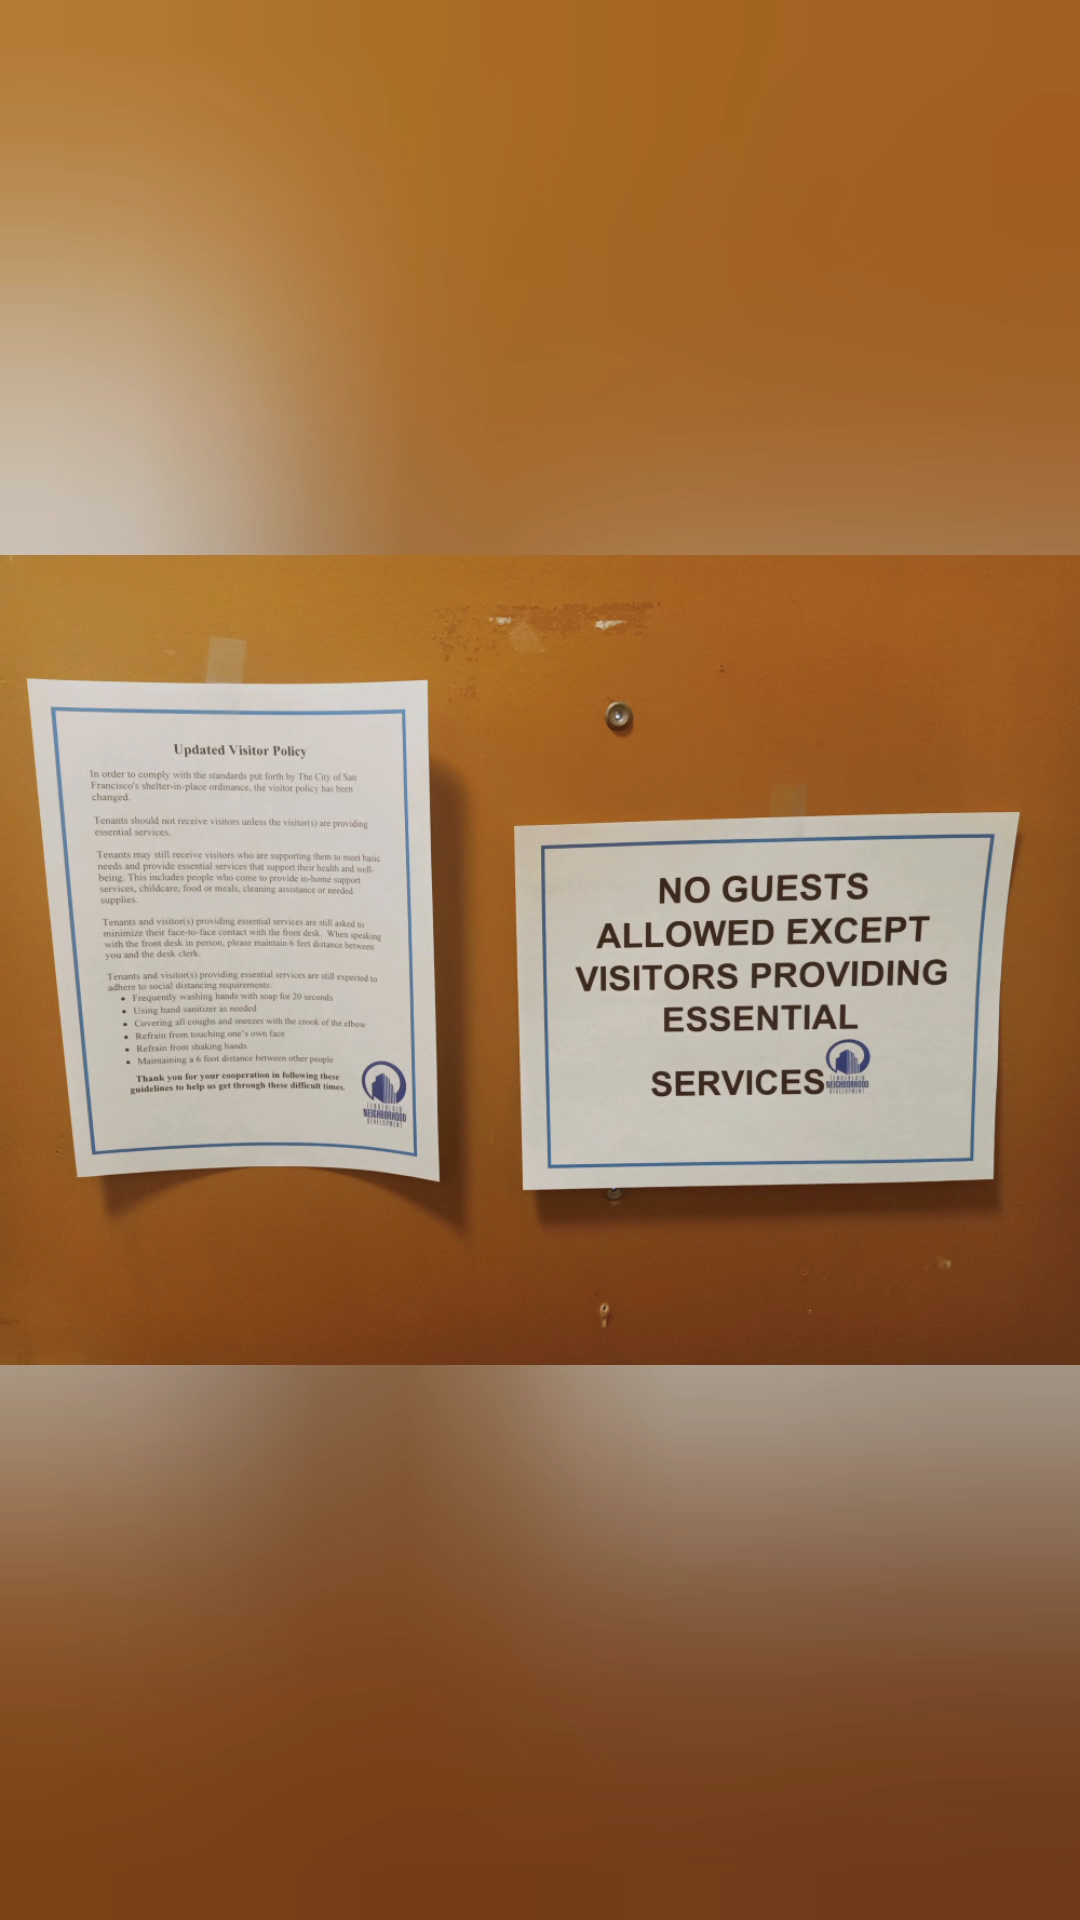 Updated Visitor Policy
In order to comply with the standards put forth by The City of San
Francisco's shelter-in-place ordinance, the visitor policy has been
changed.
Tenants should not receive visitors unless the visitor(s) are providing
essential services.
Tenants may still receive visitors who are supporting them to meet basic
needs and provide essential services that support their health and well-
being. This includes people who come to provide in-home support
services, childcare, food or meals, cleaning assistance or needed
supplies.
Tenants and visitor(s) providing essential services are still asked to
minimize their face-to-face contact with the front desk. When speaking
with the front desk in person, please maintain 6 feet distance between
you and the desk clerk.
Tenants and visitor(s) providing essential services are still expected to
adhere to social distancing requirements:
• Frequently washing hands with soap for 20 seconds
• Using hand sanitizer as needed
• Covering all coughs and sneezes with the crook of the elbow
• Refrain from touching one's own face
• Refrain from shaking hands
• Maintaining a 6 foot distance between other people
Thank you for your cooperation in following these
guidelines to help us get through these difficult times.
TENDERLOIN
NEIGHBORHOOD
DEVELOPMENT
NO GUESTS
ALLOWED EXCEPT
VISITORS PROVIDING
ESSENTIAL
SERVICES
TENDERLOIN
NEIGHBORHOOD
DEVELOPMENT